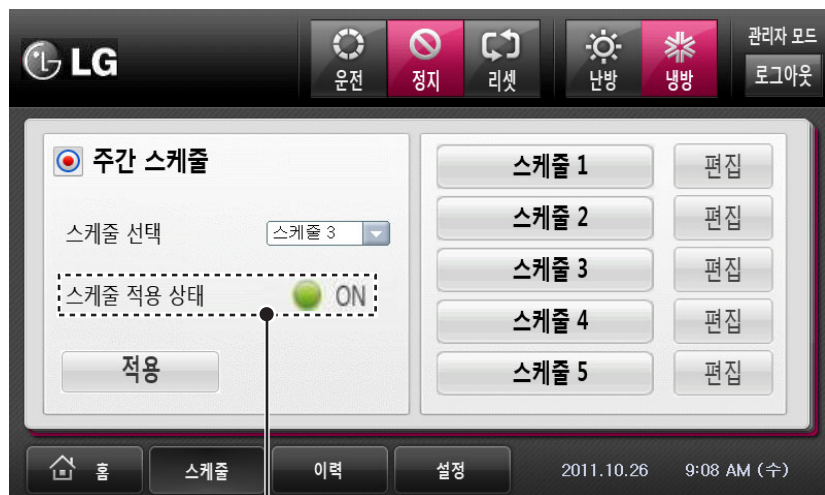 LG
운전
정지
리셋
난방
냉방
관리자 모드
로그아웃
주간 스케줄
스케줄 선택
스케줄 3
스케줄 적용 상태
ON
적용
스케줄 1
편집
스케줄 2
편집
스케줄 3
편집
스케줄 4
편집
스케줄 5
편집
홈
스케줄
이력
설정
2011.10.26
9:08 AM (수)